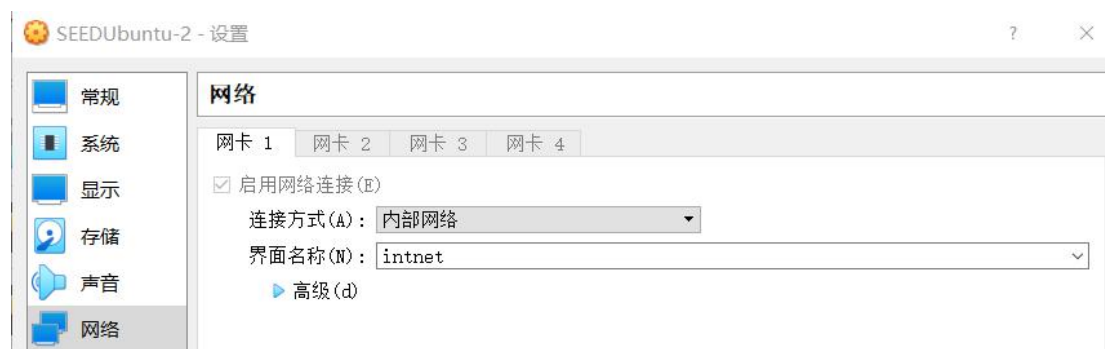 SEEDUbuntu-2 - 设置 ?
常规
网络
系统
网卡 1 网卡 2 网卡 3 网卡 4
显示
启用网络连接(E)
连接方式(A): 内部网络
存储
界面名称(N): intnet
声音
高级(d)
网络